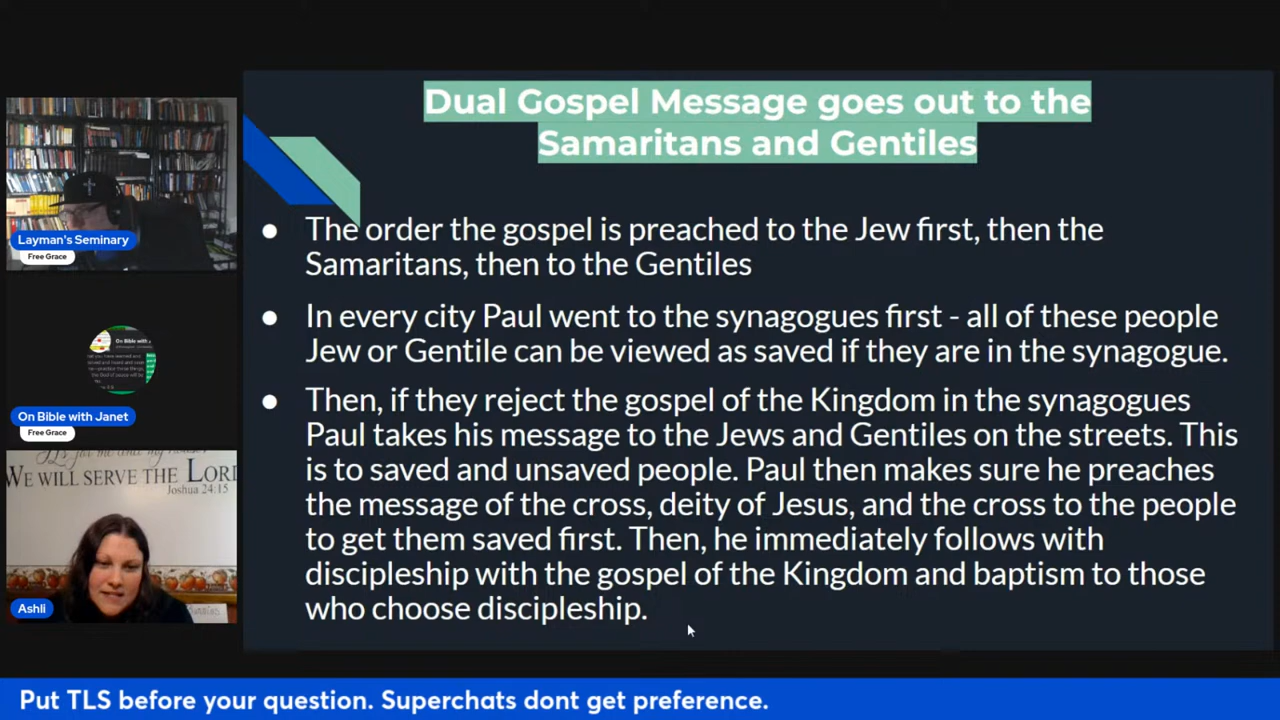 Dual Gospel Message goes out to the
Samaritans and Gentiles
● The order the gospel is preached to the Jew first, then the
Samaritans, then to the Gentiles
● In every city Paul went to the synagogues first - all of these people
Jew or Gentile can be viewed as saved if they are in the synagogue.
● Then, if they reject the gospel of the Kingdom in the synagogues
Paul takes his message to the Jews and Gentiles on the streets. This
is to saved and unsaved people. Paul then makes sure he preaches
the message of the cross, deity of Jesus, and the cross to the people
to get them saved first. Then, he immediately follows with
discipleship with the gospel of the Kingdom and baptism to those
who choose discipleship.
Layman's Seminary
Free Grace
On Bible with Janet
Free Grace
WE WILL SERVE THE LORD
Joshua 24:15
Ashli
Put TLS before your question. Superchats dont get preference.